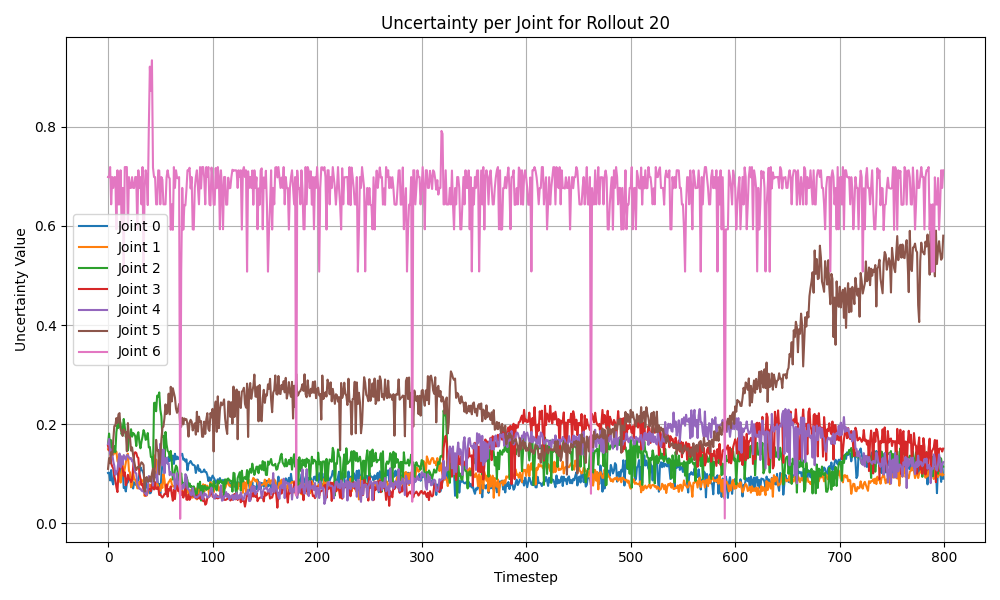 Uncertainty per Joint for Rollout 20
Uncertainty Value
0.8
0.6
0.4
0.2
0.0
Joint 0
Joint 1
Joint 2
Joint 3
Joint 4
Joint 5
Joint 6
0 100 200 300 400 500 600 700 800
Timestep